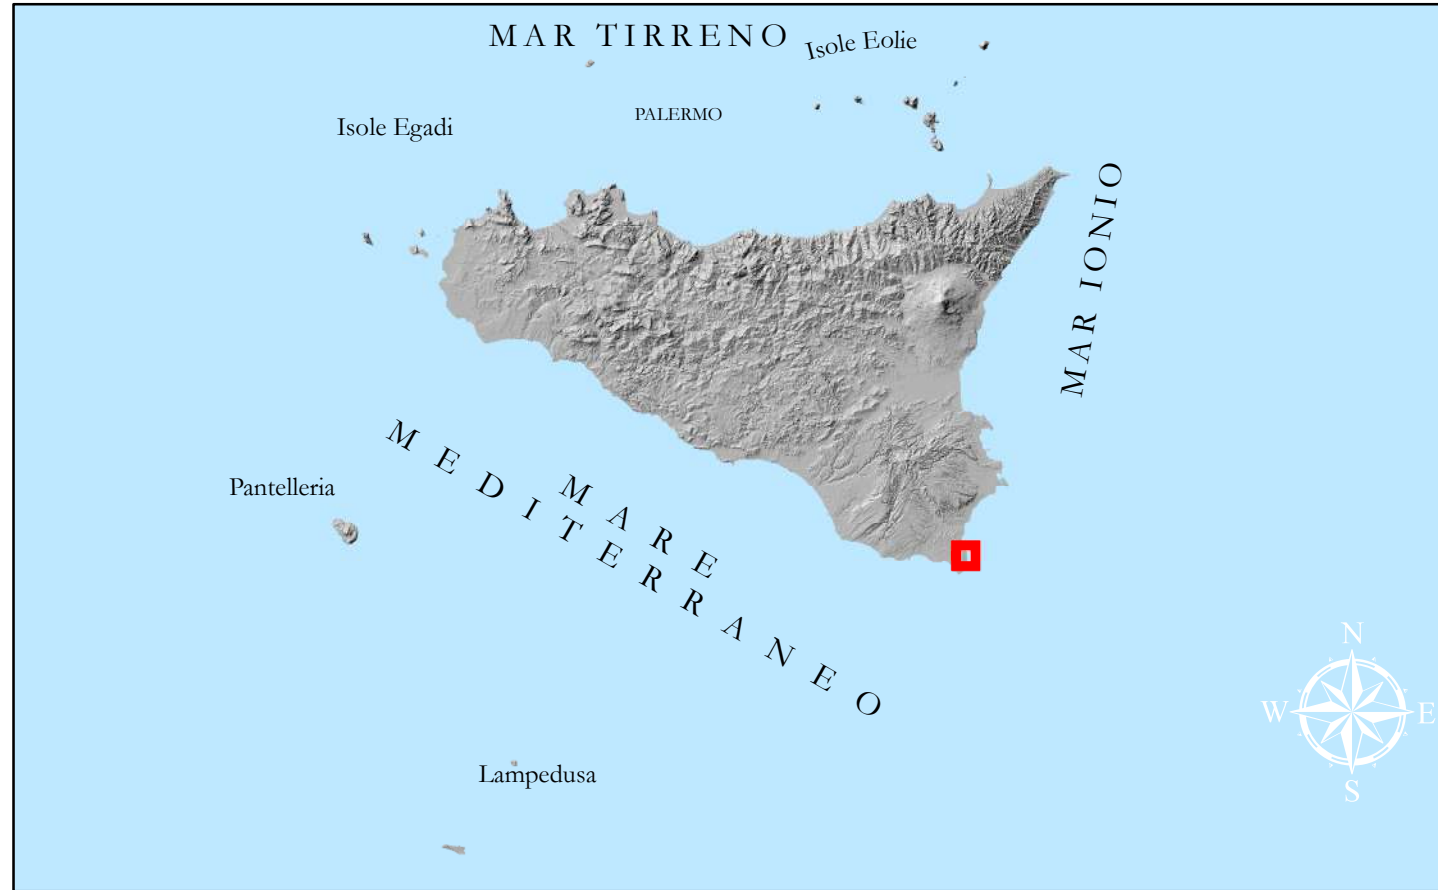 MAR TIRRENO
Isole Eolie
PALERMO
Isole Egadi
MAR IONIO
Pantelleria
MARE
MEDITERRANEO
Lampedusa
N
W
E
S